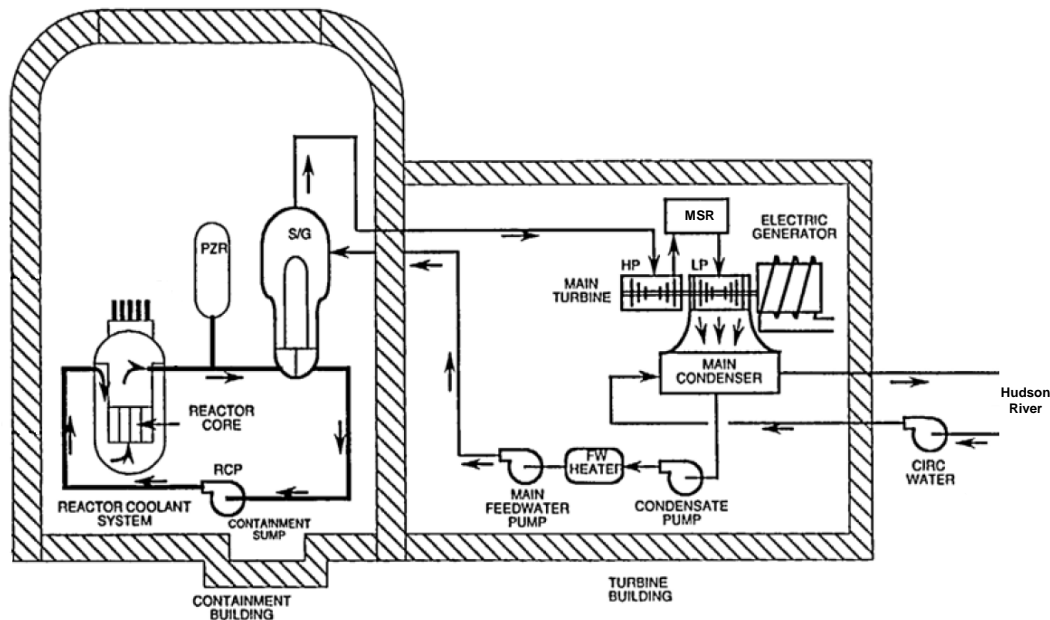 MSR
ELECTRIC
GENERATOR
S/G
PZR
HP
LP
MAIN
TURBINE
MAIN
CONDENSER
Hudson
River
REACTOR
CORE
RCP
FW
HEATER
CIRC
WATER
MAIN
FEEDWATER
PUMP
CONDENSATE
PUMP
REACTOR COOLANT
SYSTEM
CONTAINMENT
SUMP
TURBINE
BUILDING
CONTAINMENT
BUILDING